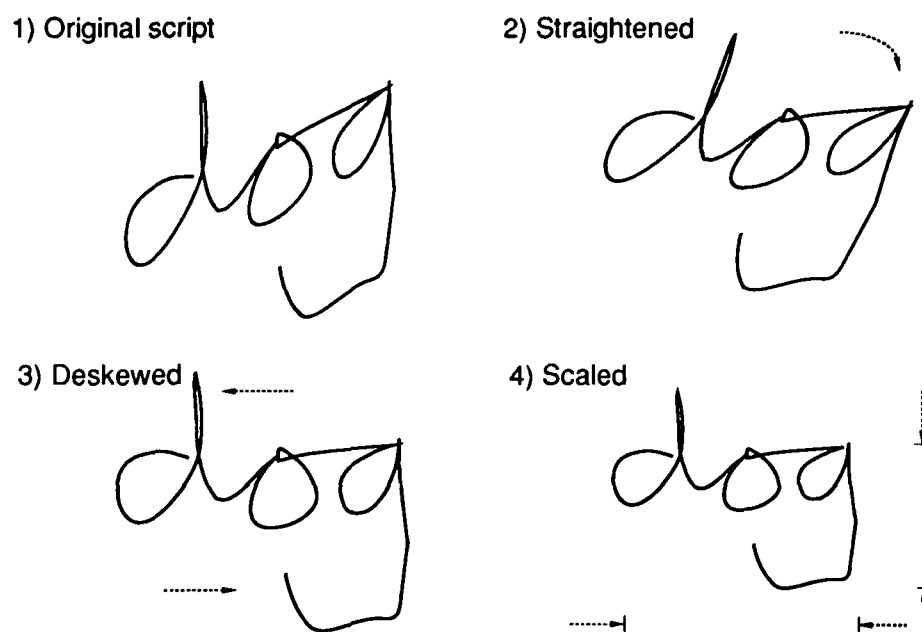 1) Original script
2) Straightened
dog
dog
3) Deskewed
4) Scaled
dog
dog